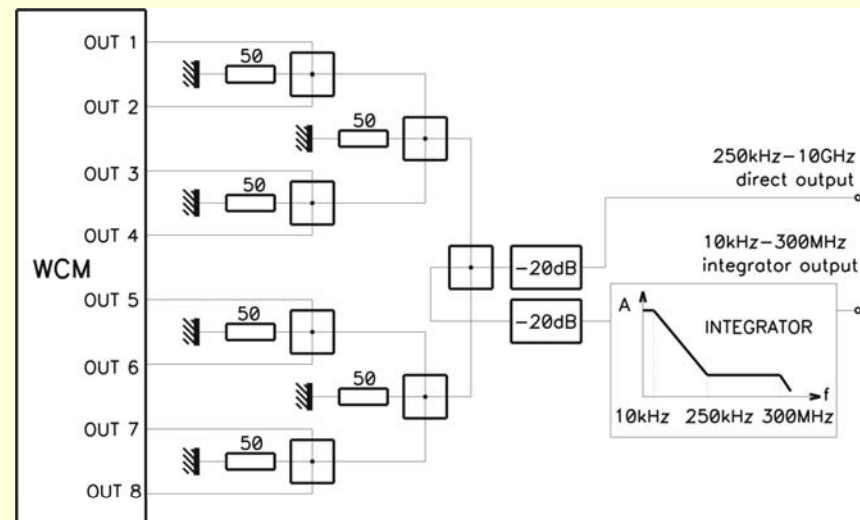 OUT 1
50
OUT 2
50
OUT 3
50
OUT 4
WCM
OUT 5
50
OUT 6
50
OUT 7
50
OUT 8
250kHz-10GHz
direct output
-20dB
10kHz-300MHz
integrator output
-20dB
A
INTEGRATOR
f
10kHz 250kHz 300MHz